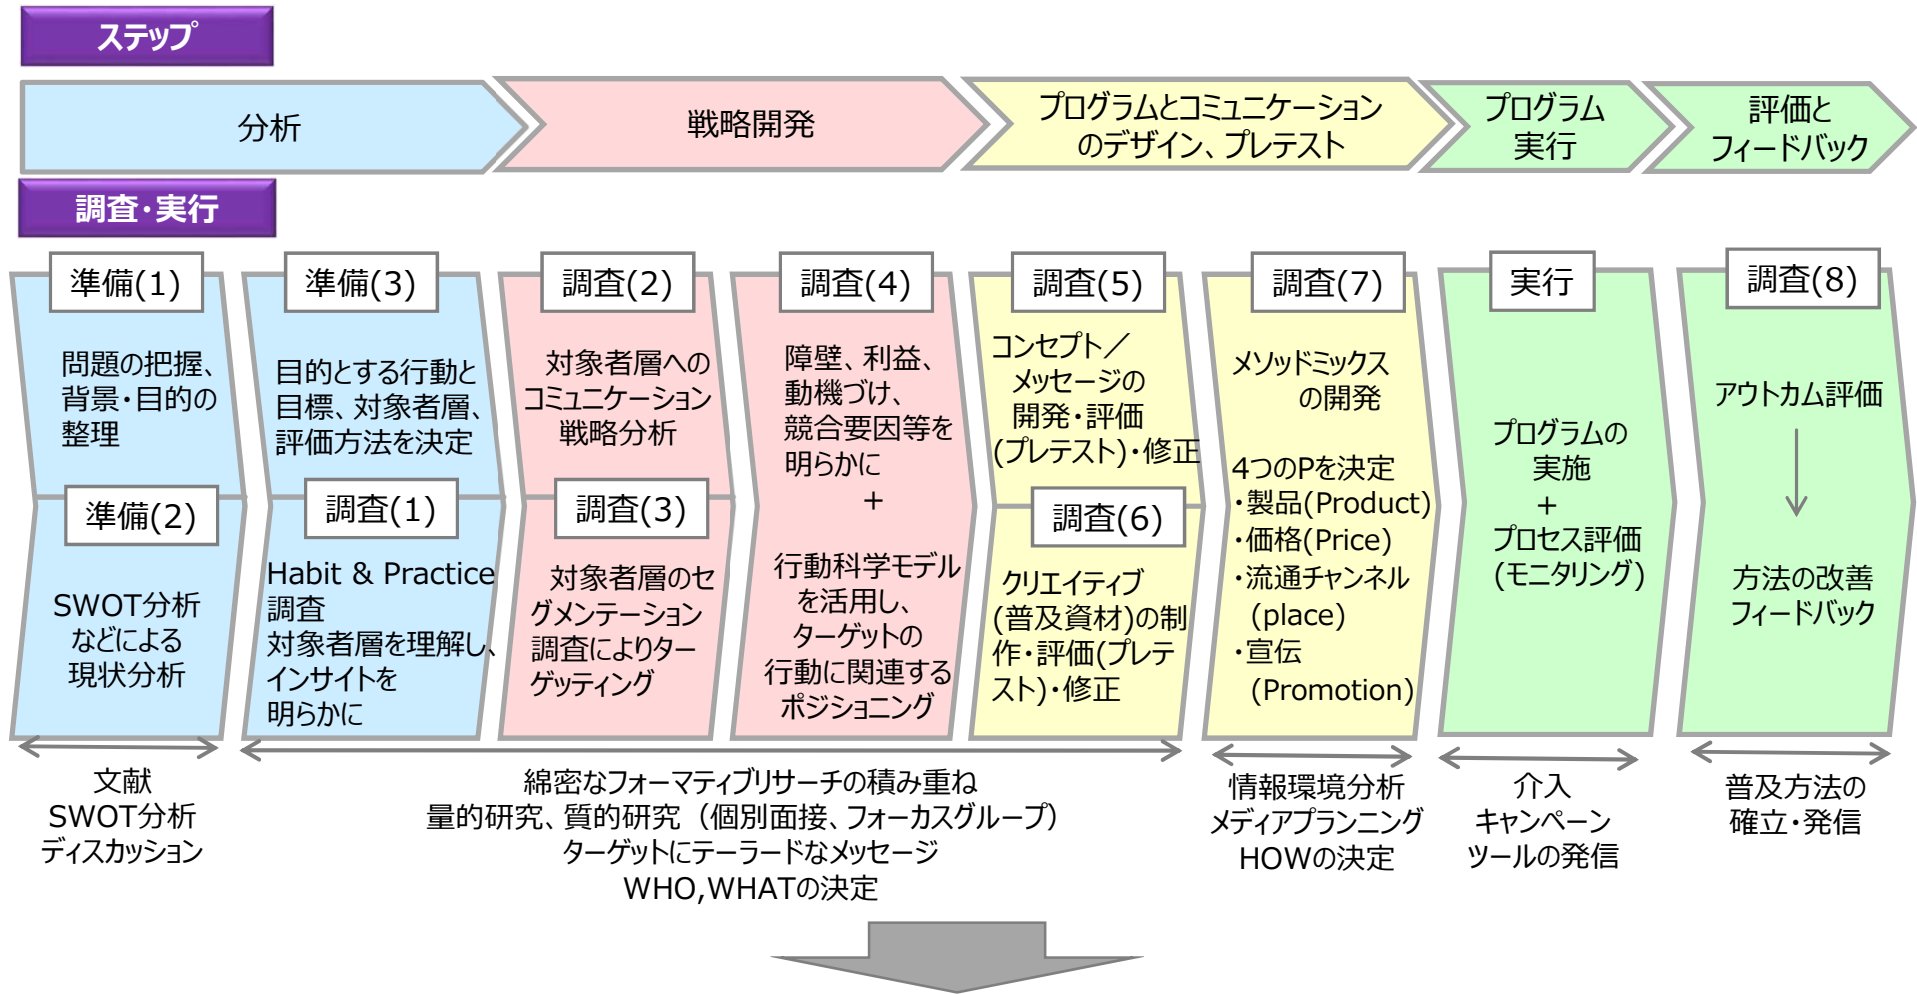 ステップ
分析
戦略開発
プログラムとコミュニケーション
のデザイン、プレテスト
プログラム
実行
評価と
フィードバック
調査・実行
準備(1)
問題の把握、
背景・目的の
整理
準備(2)
SWOT分析
などによる
現状分析
準備(3)
目的とする行動と
目標、対象者層、
評価方法を決定
調査(1)
Habit & Practice
調査
対象者層を理解し、
インサイトを
明らかに
調査(2)
対象者層への
コミュニケーション
戦略分析
調査(3)
対象者層のセ
グメンテーション
調査によりター
ゲッティング
調査(4)
障壁、利益、
動機づけ、
競合要因等を
明らかに
+
行動科学モデル
を活用し、
ターゲットの
行動に関連する
ポジショニング
調査(5)
コンセプト／
メッセージの
開発・評価
(プレテスト)・修正
調査(6)
クリエイティブ
(普及資材)の制
作・評価(プレテ
スト)・修正
調査(7)
メソッドミックス
の開発
4つのPを決定
・製品(Product)
・価格(Price)
・流通チャンネル
(place)
・宣伝
(Promotion)
実行
プログラムの
実施
+
プロセス評価
(モニタリング)
調査(8)
アウトカム評価
方法の改善
フィードバック
文献
SWOT分析
ディスカッション
綿密なフォーマティブリサーチの積み重ね
量的研究、質的研究（個別面接、フォーカスグループ）
ターゲットにテーラードなメッセージ
WHO,WHATの決定
情報環境分析
メディアプランニング
HOWの決定
介入
キャンペーン
ツールの発信
普及方法の
確立・発信